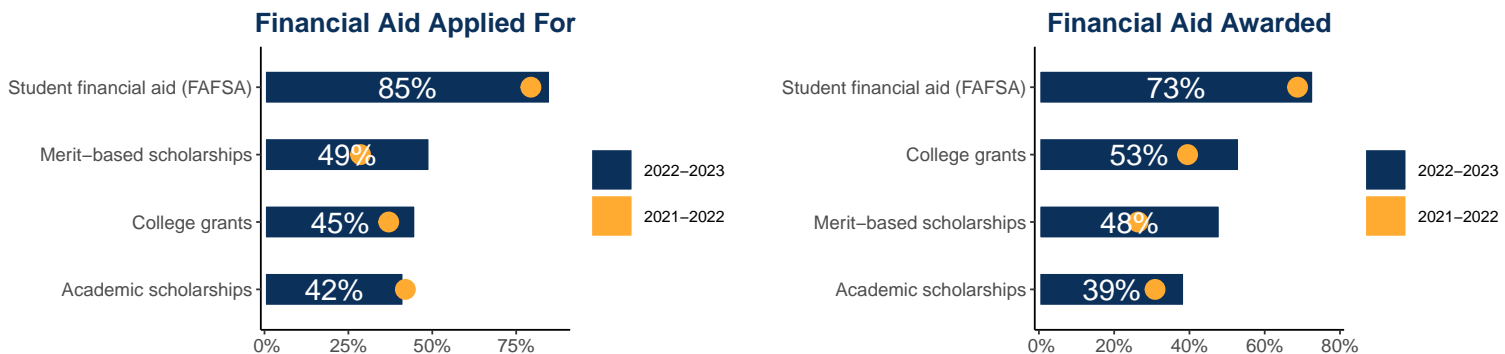 Financial Aid Applied For
Student financial aid (FAFSA)
85%
Merit−based scholarships
49%
College grants
45%
Academic scholarships
42%
0%
25%
50%
75%
2022−2023
2021−2022
Financial Aid Awarded
Student financial aid (FAFSA)
73%
College grants
53%
Merit−based scholarships
48%
Academic scholarships
39%
0%
20%
40%
60%
80%
2022−2023
2021−2022